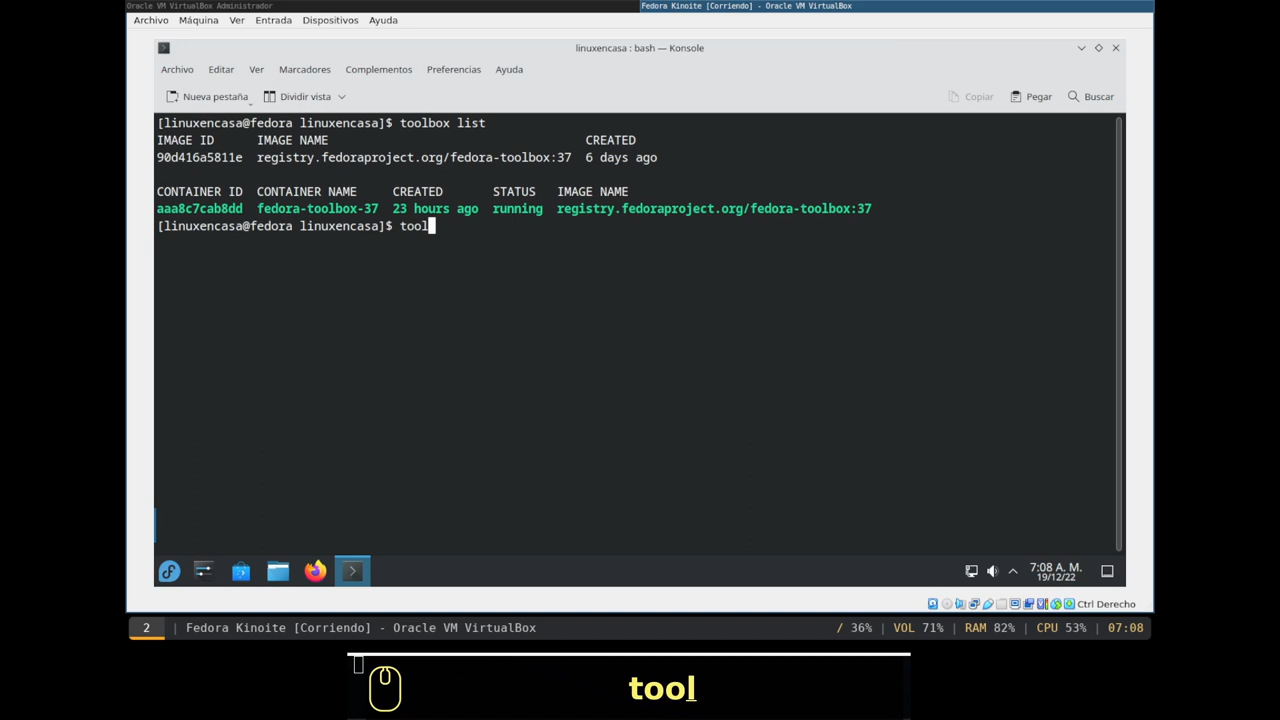 Oracle VM VirtualBox Administrador
Fedora Kinoite [Corriendo] - Oracle VM VirtualBox
Archivo Máquina Ver Entrada Dispositivos Ayuda
linuxencasa : bash — Konsole
Archivo Editar Ver Marcadores Complementos Preferencias Ayuda
Nueva pestaña Dividir vista Copiar Pegar Buscar
[linuxencasa@fedora linuxencasa]$ toolbox list
IMAGE ID IMAGE NAME CREATED
90d416a5811e registry.fedoraproject.org/fedora-toolbox:37 6 days ago
CONTAINER ID CONTAINER NAME CREATED STATUS IMAGE NAME
aaa8c7cab8dd fedora-toolbox-37 23 hours ago running registry.fedoraproject.org/fedora-toolbox:37
[linuxencasa@fedora linuxencasa]$ tool
7:08 A. M.
19/12/22
Ctrl Derecho
2 | Fedora Kinoite [Corriendo] - Oracle VM VirtualBox / 36% | VOL 71% | RAM 82% | CPU 53% | 07:08
tool